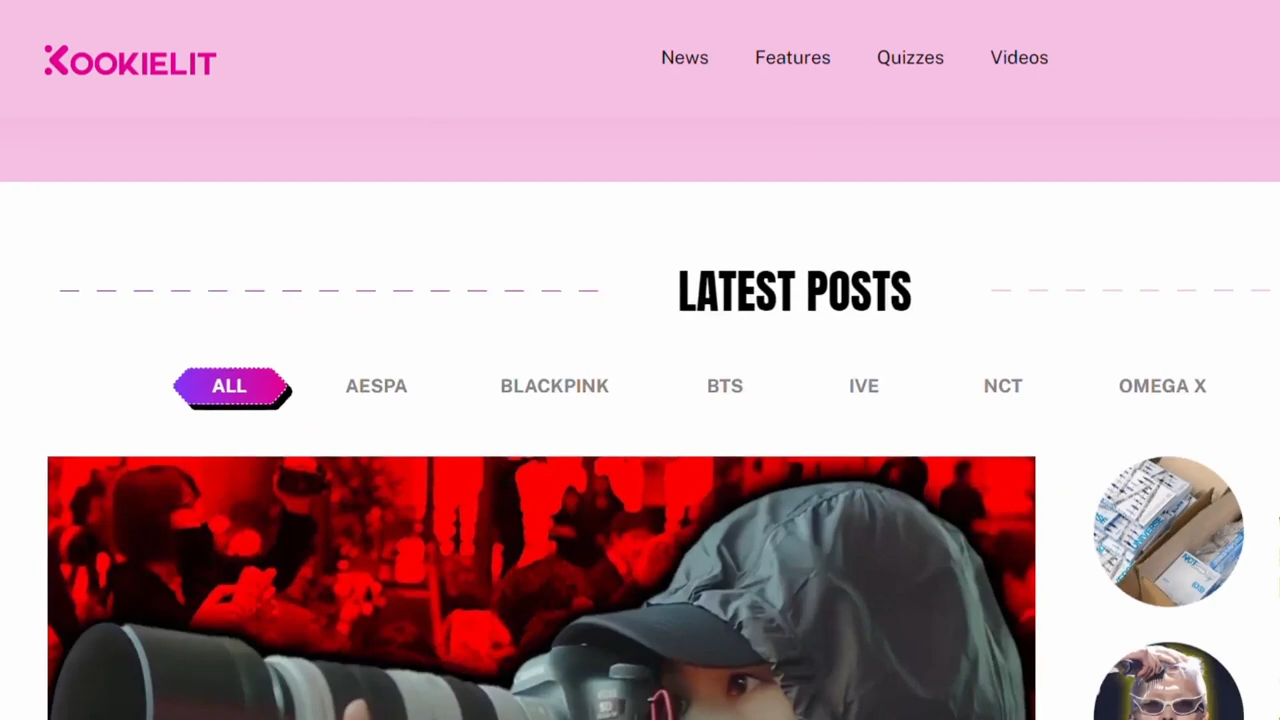 KOOKIELIT
News Features Quizzes Videos
LATEST POSTS
ALL AESPA BLACKPINK BTS IVE NCT OMEGA X